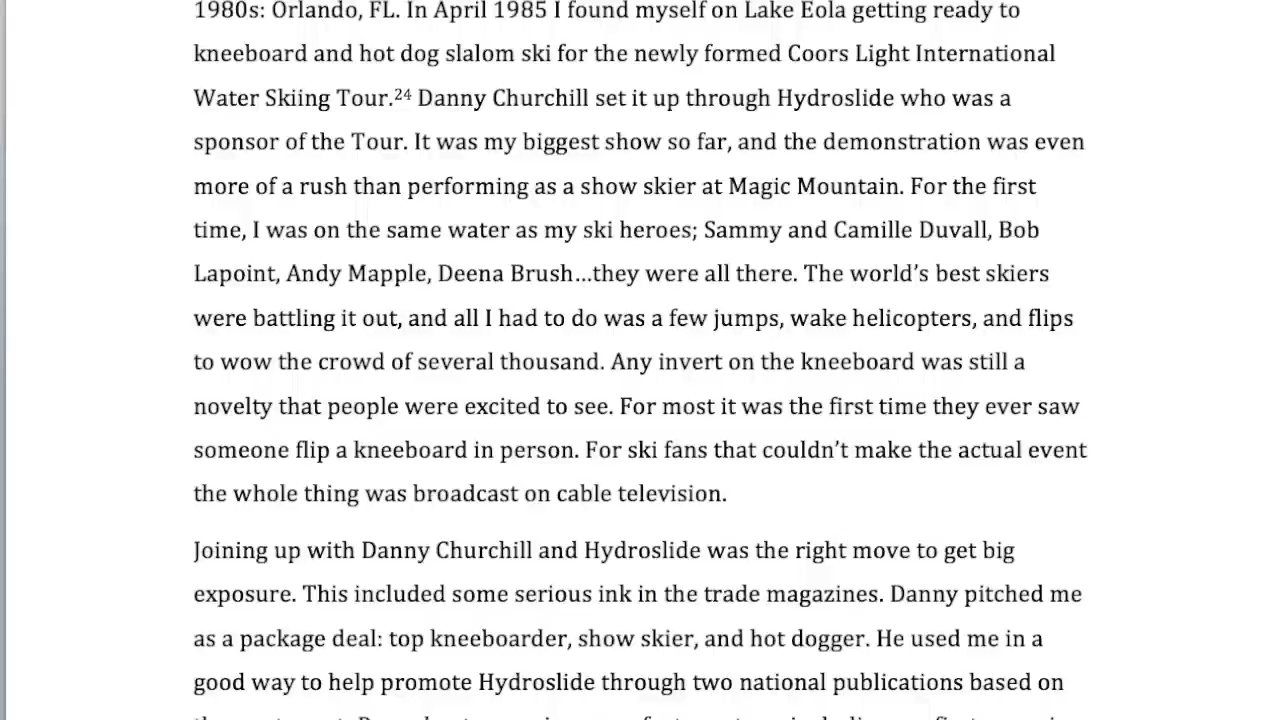 1980s: Orlando, FL. In April 1985 I found myself on Lake Eola getting ready to
kneeboard and hot dog slalom ski for the newly formed Coors Light International
Water Skiing Tour.²⁴ Danny Churchill set it up through Hydroslide who was a
sponsor of the Tour. It was my biggest show so far, and the demonstration was even
more of a rush than performing as a show skier at Magic Mountain. For the first
time, I was on the same water as my ski heroes; Sammy and Camille Duvall, Bob
Lapoint, Andy Mapple, Deena Brush…they were all there. The world’s best skiers
were battling it out, and all I had to do was a few jumps, wake helicopters, and flips
to wow the crowd of several thousand. Any invert on the kneeboard was still a
novelty that people were excited to see. For most it was the first time they ever saw
someone flip a kneeboard in person. For ski fans that couldn’t make the actual event
the whole thing was broadcast on cable television.
Joining up with Danny Churchill and Hydroslide was the right move to get big
exposure. This included some serious ink in the trade magazines. Danny pitched me
as a package deal: top kneeboarder, show skier, and hot dogger. He used me in a
good way to help promote Hydroslide through two national publications based on